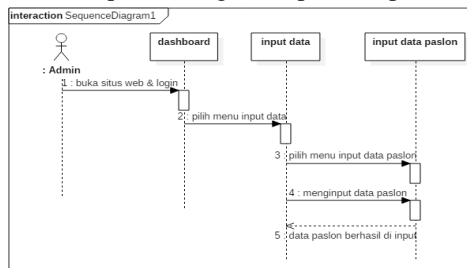 interaction SequenceDiagram1
dashboard
input data
input data paslon
: Admin
1 : buka situs web & login
2 : pilih menu input data
3 : pilih menu input data paslon
4 : menginput data paslon
5 : data paslon berhasil di input